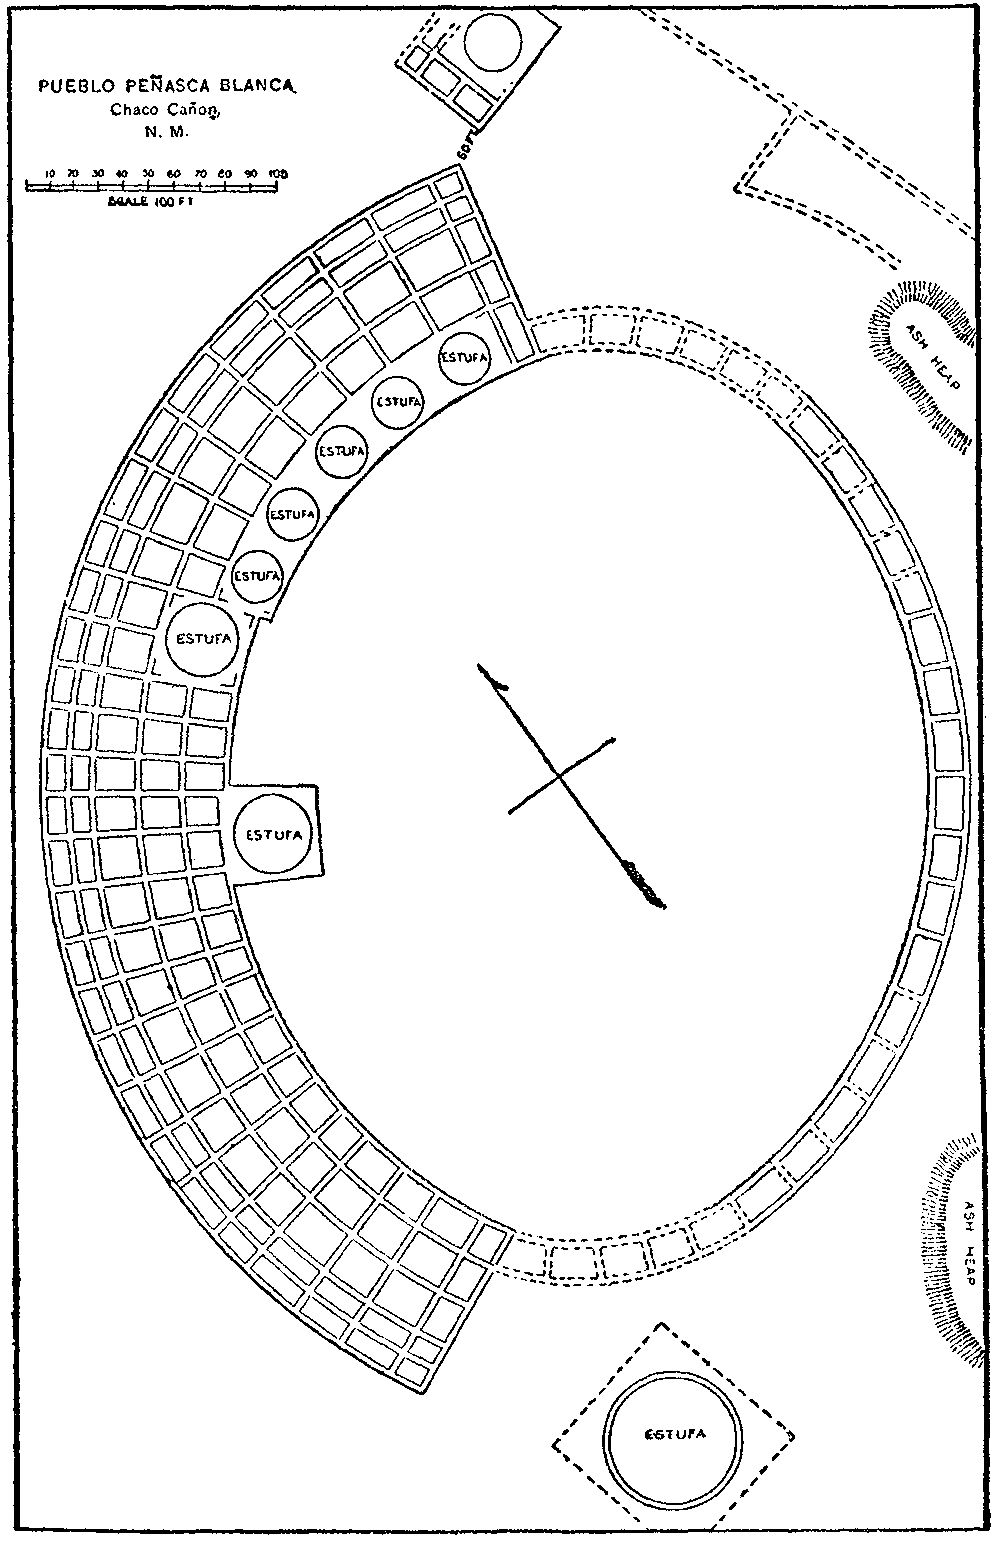 PUEBLO PEÑASCA BLANCA,
Chaco Cañon,
N. M.
10 20 30 40 50 60 70 80 90 100
SCALE 100 FT
60 FT
ASH HEAP
ESTUFA
ESTUFA
ESTUFA
ESTUFA
ESTUFA
ESTUFA
ESTUFA
ASH HEAP
ESTUFA